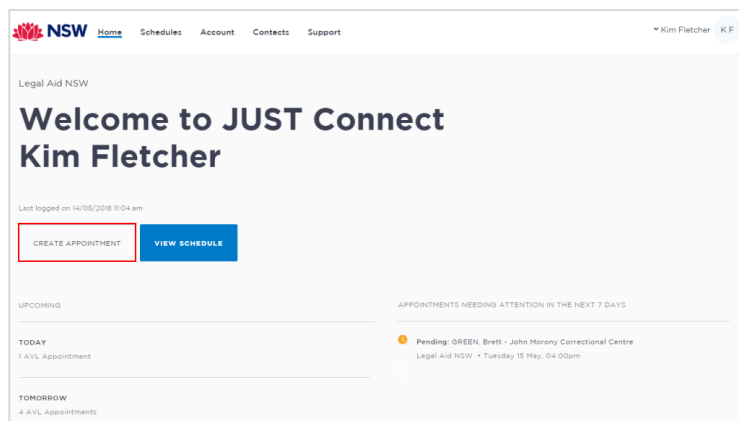 NSW Home Schedules Account Contacts Support Kim Fletcher K F
Legal Aid NSW
Welcome to JUST Connect
Kim Fletcher
Last logged on 14/05/2018 11:04 am
CREATE APPOINTMENT VIEW SCHEDULE
UPCOMING
TODAY
1 AVL Appointment
TOMORROW
4 AVL Appointments
APPOINTMENTS NEEDING ATTENTION IN THE NEXT 7 DAYS
Pending: GREEN, Brett - John Morony Correctional Centre
Legal Aid NSW • Tuesday 15 May, 04:00pm